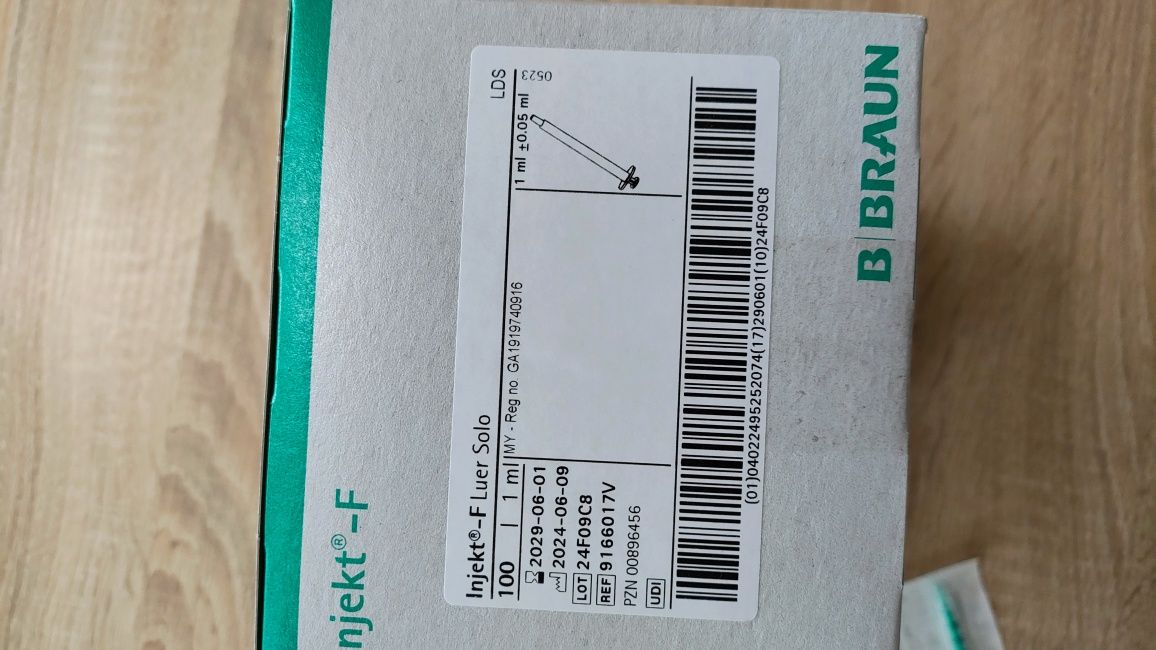 njekt®-F
Injekt®-F Luer Solo
LDS
100 | 1 ml
MY - Reg no GA1919740916
1 ml ±0.05 ml
0523
2029-06-01
2024-06-09
LOT 24F09C8
REF 9166017V
PZN 00896456
UDI
(01)04022495252074(17)290601(10)24F09C8
B BRAUN